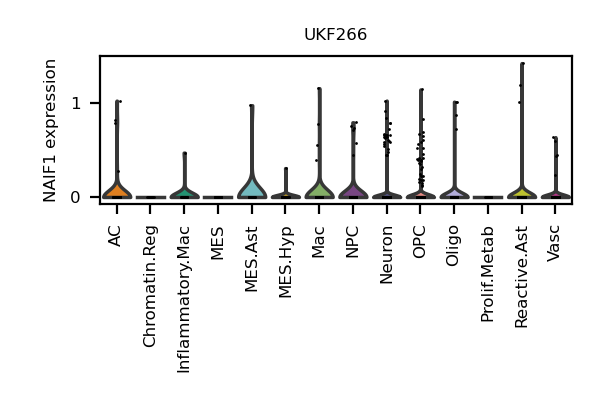 UKF266
NAIF1 expression
1
0
AC
Chromatin.Reg
Inflammatory.Mac
MES
MES.Ast
MES.Hyp
Mac
NPC
Neuron
OPC
Oligo
Prolif.Metab
Reactive.Ast
Vasc